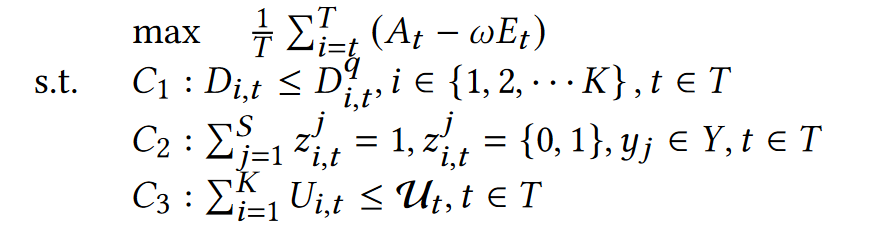 max 1/T ∑_{i=t}^{T} (A_t − ωE_t)
s.t. C_1 : D_{i,t} ≤ D^q_{i,t}, i ∈ {1, 2, ··· K}, t ∈ T
C_2 : ∑_{j=1}^{S} z^j_{i,t} = 1, z^j_{i,t} = {0, 1}, y_j ∈ Y, t ∈ T
C_3 : ∑_{i=1}^{K} U_{i,t} ≤ 𝒰_t, t ∈ T